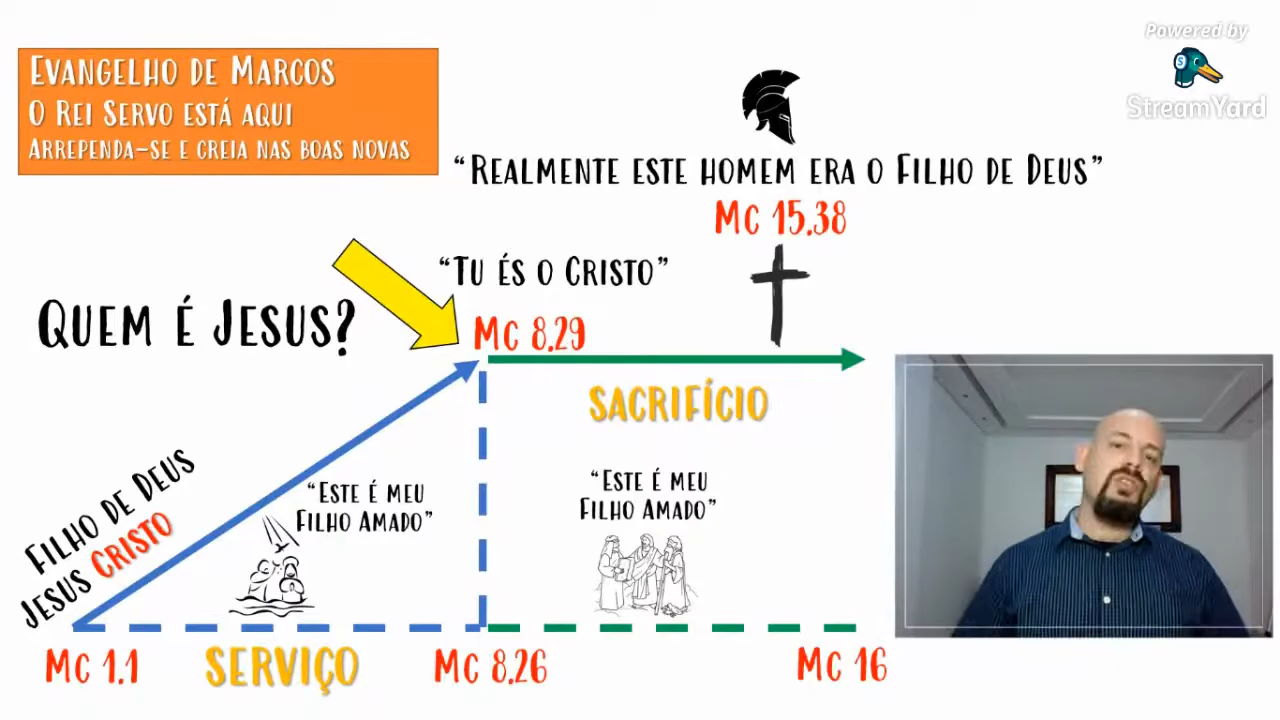 Powered by
StreamYard
Evangelho de Marcos
O Rei Servo está aqui
Arrependa-se e creia nas boas novas
“Realmente este homem era o Filho de Deus”
Mc 15.38
“Tu és o Cristo”
Mc 8.29
Quem é Jesus?
Sacrifício
Filho de Deus
Jesus Cristo
“Este é meu
Filho Amado”
“Este é meu
Filho Amado”
Mc 1.1
Serviço
Mc 8.26
Mc 16